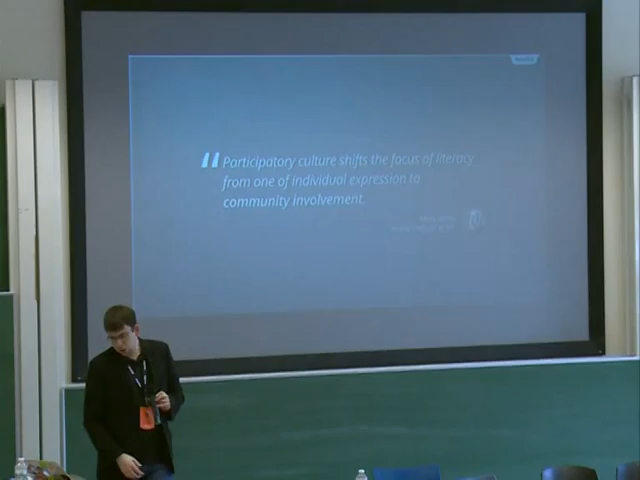 Participatory culture shifts the focus of literacy
from one of individual expression to
community involvement.